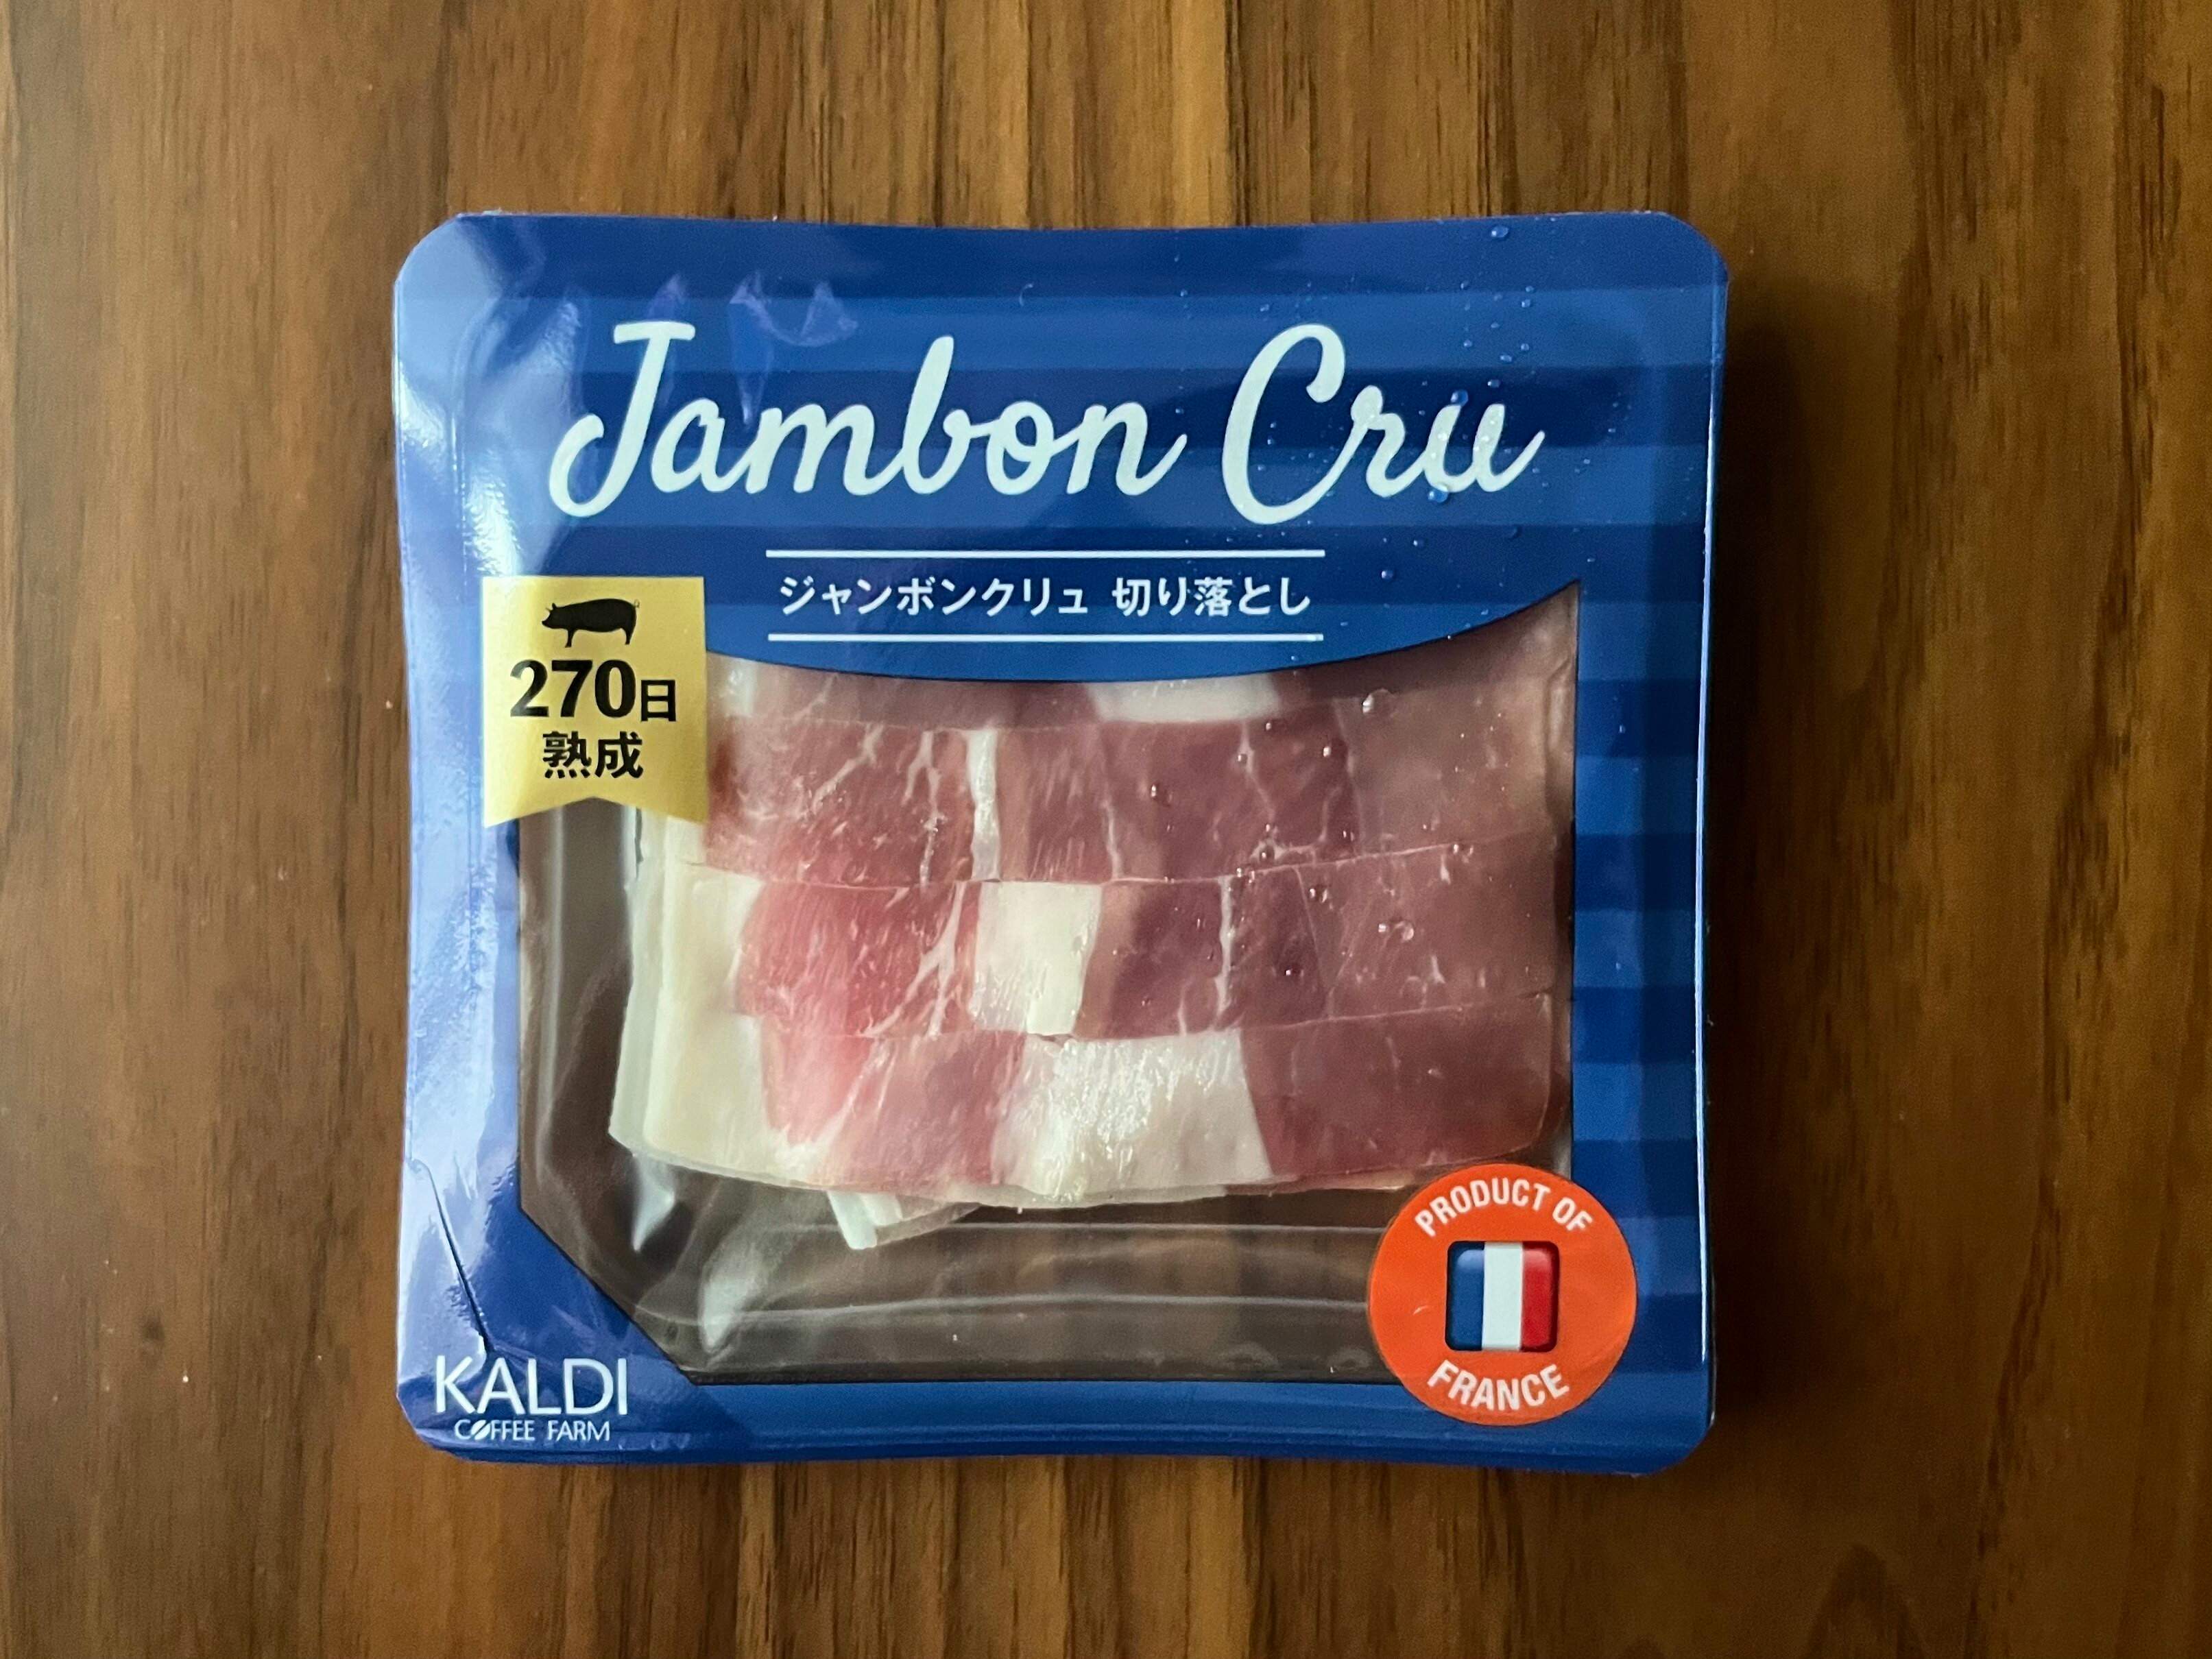 Jambon Cru
ジャンボンクリュ 切り落とし
270日
熟成
PRODUCT OF
FRANCE
KALDI
COFFEE FARM